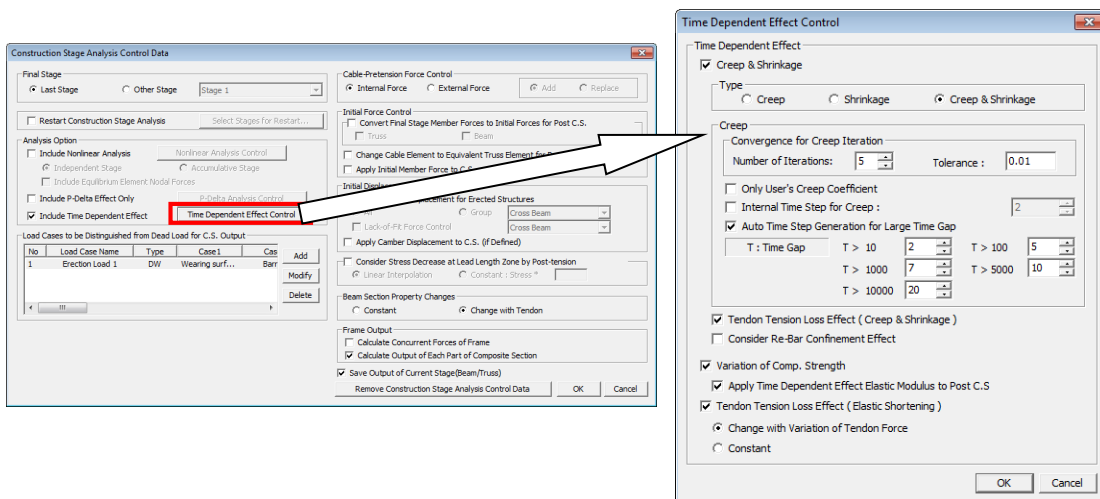 Construction Stage Analysis Control Data
Final Stage
Last Stage
Other Stage
Stage 1
Restart Construction Stage Analysis
Select Stages for Restart...
Analysis Option
Include Nonlinear Analysis
Nonlinear Analysis Control
Independent Stage
Accumulative Stage
Include Equilibrium Element Nodal Forces
Include P-Delta Effect Only
P-Delta Analysis Control
Include Time Dependent Effect
Time Dependent Effect Control
Load Cases to be Distinguished from Dead Load for C.S. Output
No Load Case Name Type Case1 Cas
1 Erection Load 1 DW Wearing surf... Barr
Add
Modify
Delete
Cable-Pretension Force Control
Internal Force
External Force
Add
Replace
Initial Force Control
Convert Final Stage Member Forces to Initial Forces for Post C.S.
Truss
Beam
Change Cable Element to Equivalent Truss Element for
Apply Initial Member Force to C.S.
Group
Cross Beam
Lack-of-Fit Force Control
Cross Beam
Apply Camber Displacement to C.S. (if Defined)
Consider Stress Decrease at Lead Length Zone by Post-tension
Linear Interpolation
Constant : Stress *
Beam Section Property Changes
Constant
Change with Tendon
Frame Output
Calculate Concurrent Forces of Frame
Calculate Output of Each Part of Composite Section
Save Output of Current Stage(Beam/Truss)
Remove Construction Stage Analysis Control Data
OK
Cancel
Time Dependent Effect Control
Time Dependent Effect
Creep & Shrinkage
Type
Creep
Shrinkage
Creep & Shrinkage
Creep
Convergence for Creep Iteration
Number of Iterations: 5
Tolerance : 0.01
Only User's Creep Coefficient
Internal Time Step for Creep : 2
Auto Time Step Generation for Large Time Gap
T : Time Gap
T > 10 2
T > 100 5
T > 1000 7
T > 5000 10
T > 10000 20
Tendon Tension Loss Effect ( Creep & Shrinkage )
Consider Re-Bar Confinement Effect
Variation of Comp. Strength
Apply Time Dependent Effect Elastic Modulus to Post C.S
Tendon Tension Loss Effect ( Elastic Shortening )
Change with Variation of Tendon Force
Constant
OK
Cancel